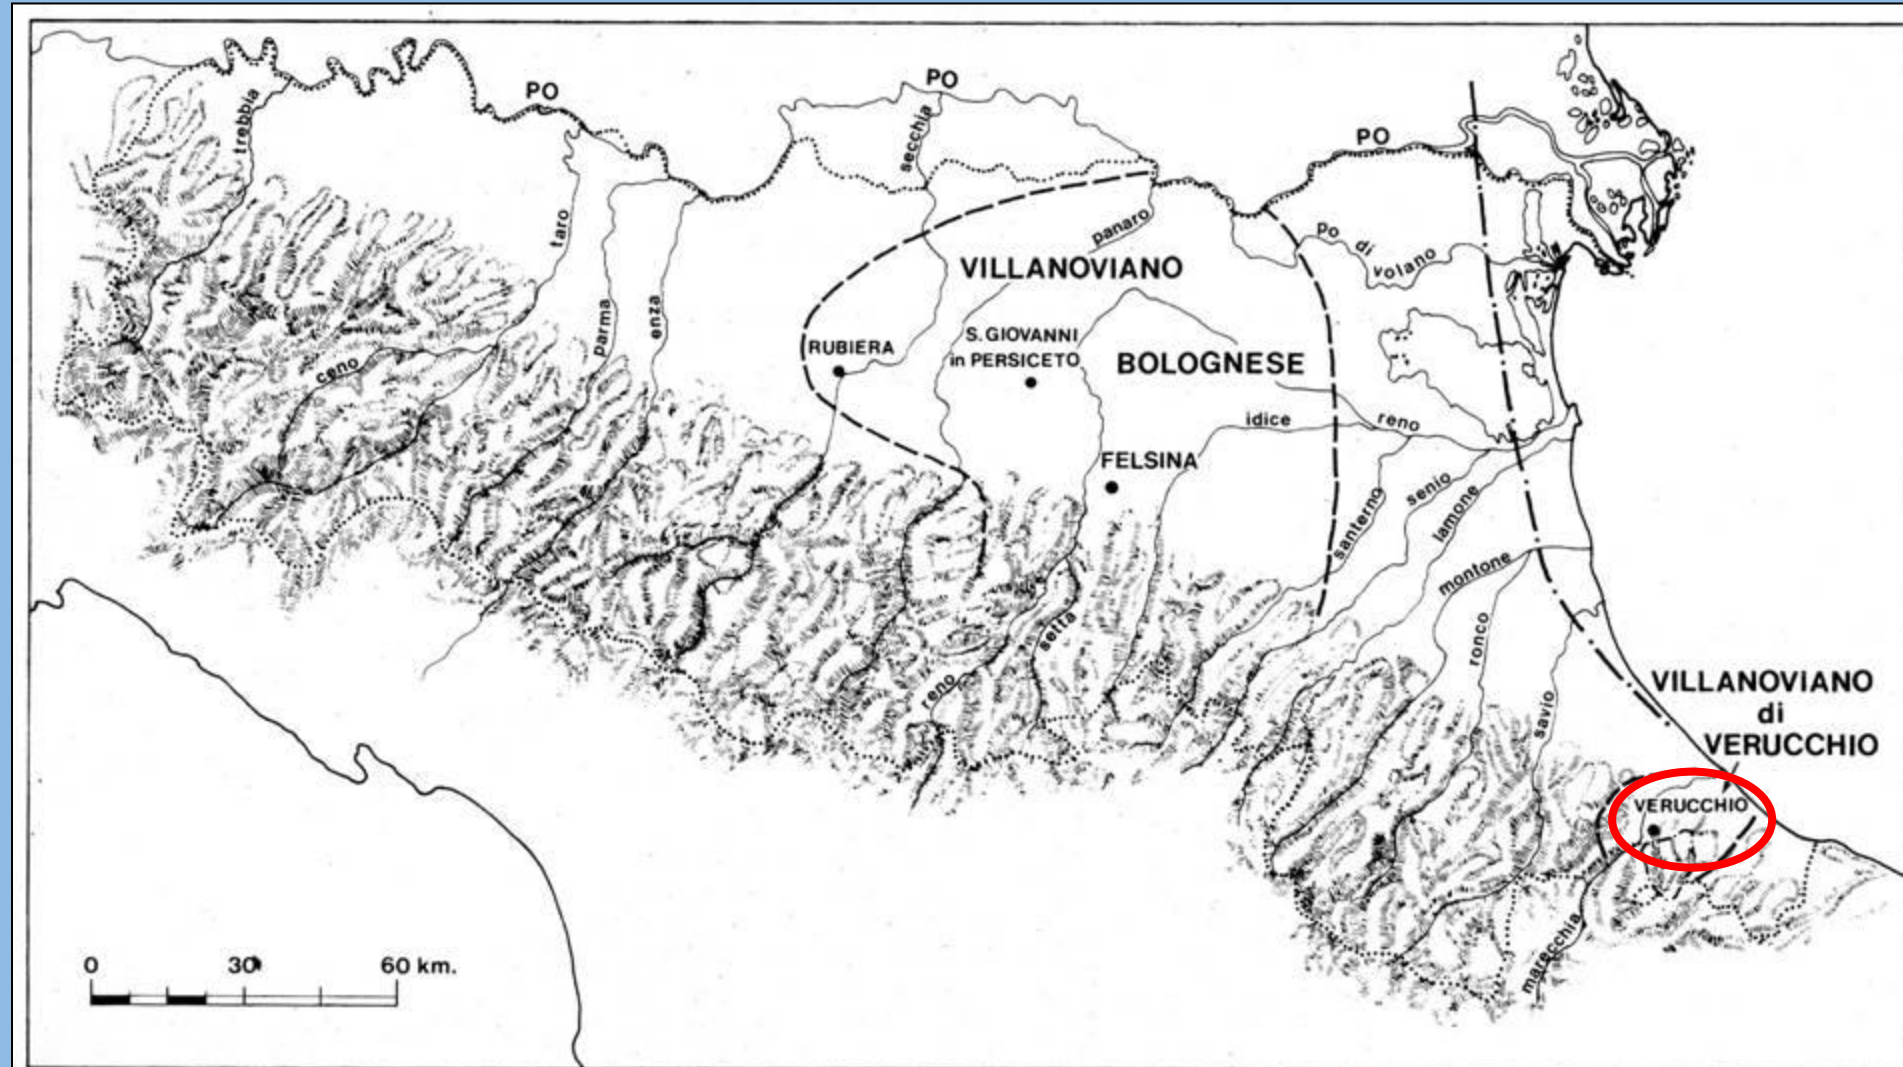 PO
PO
PO
trebbia
secchia
taro
panaro
po di volano
VILLANOVIANO
parma
enza
RUBIERA
S. GIOVANNI
in PERSICETO
BOLOGNESE
ceno
idice
reno
FELSINA
santerno
senio
lamone
montone
ronco
setta
reno
savio
VILLANOVIANO
di
VERUCCHIO
VERUCCHIO
marecchia
0 30 60 km.